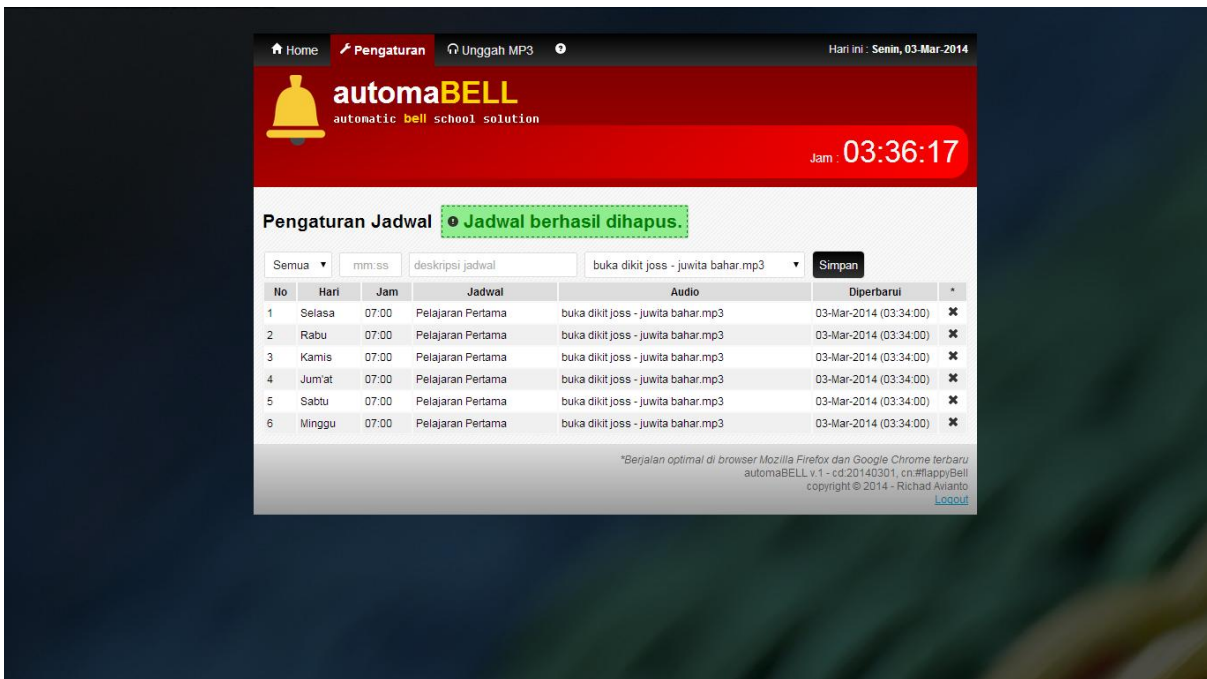 Home Pengaturan Unggah MP3 Hari ini : Senin, 03-Mar-2014
automaBELL
automatic bell school solution
Jam : 03:36:17
Pengaturan Jadwal Jadwal berhasil dihapus.
Semua mm:ss deskripsi jadwal buka dikit joss - juwita bahar.mp3 Simpan
No Hari Jam Jadwal Audio Diperbarui *
1 Selasa 07:00 Pelajaran Pertama buka dikit joss - juwita bahar.mp3 03-Mar-2014 (03:34:00)
2 Rabu 07:00 Pelajaran Pertama buka dikit joss - juwita bahar.mp3 03-Mar-2014 (03:34:00)
3 Kamis 07:00 Pelajaran Pertama buka dikit joss - juwita bahar.mp3 03-Mar-2014 (03:34:00)
4 Jum'at 07:00 Pelajaran Pertama buka dikit joss - juwita bahar.mp3 03-Mar-2014 (03:34:00)
5 Sabtu 07:00 Pelajaran Pertama buka dikit joss - juwita bahar.mp3 03-Mar-2014 (03:34:00)
6 Minggu 07:00 Pelajaran Pertama buka dikit joss - juwita bahar.mp3 03-Mar-2014 (03:34:00)
*Berjalan optimal di browser Mozilla Firefox dan Google Chrome terbaru
automaBELL v.1 - cd:20140301, cn:#flappyBell
copyright © 2014 - Richad Avianto
Logout